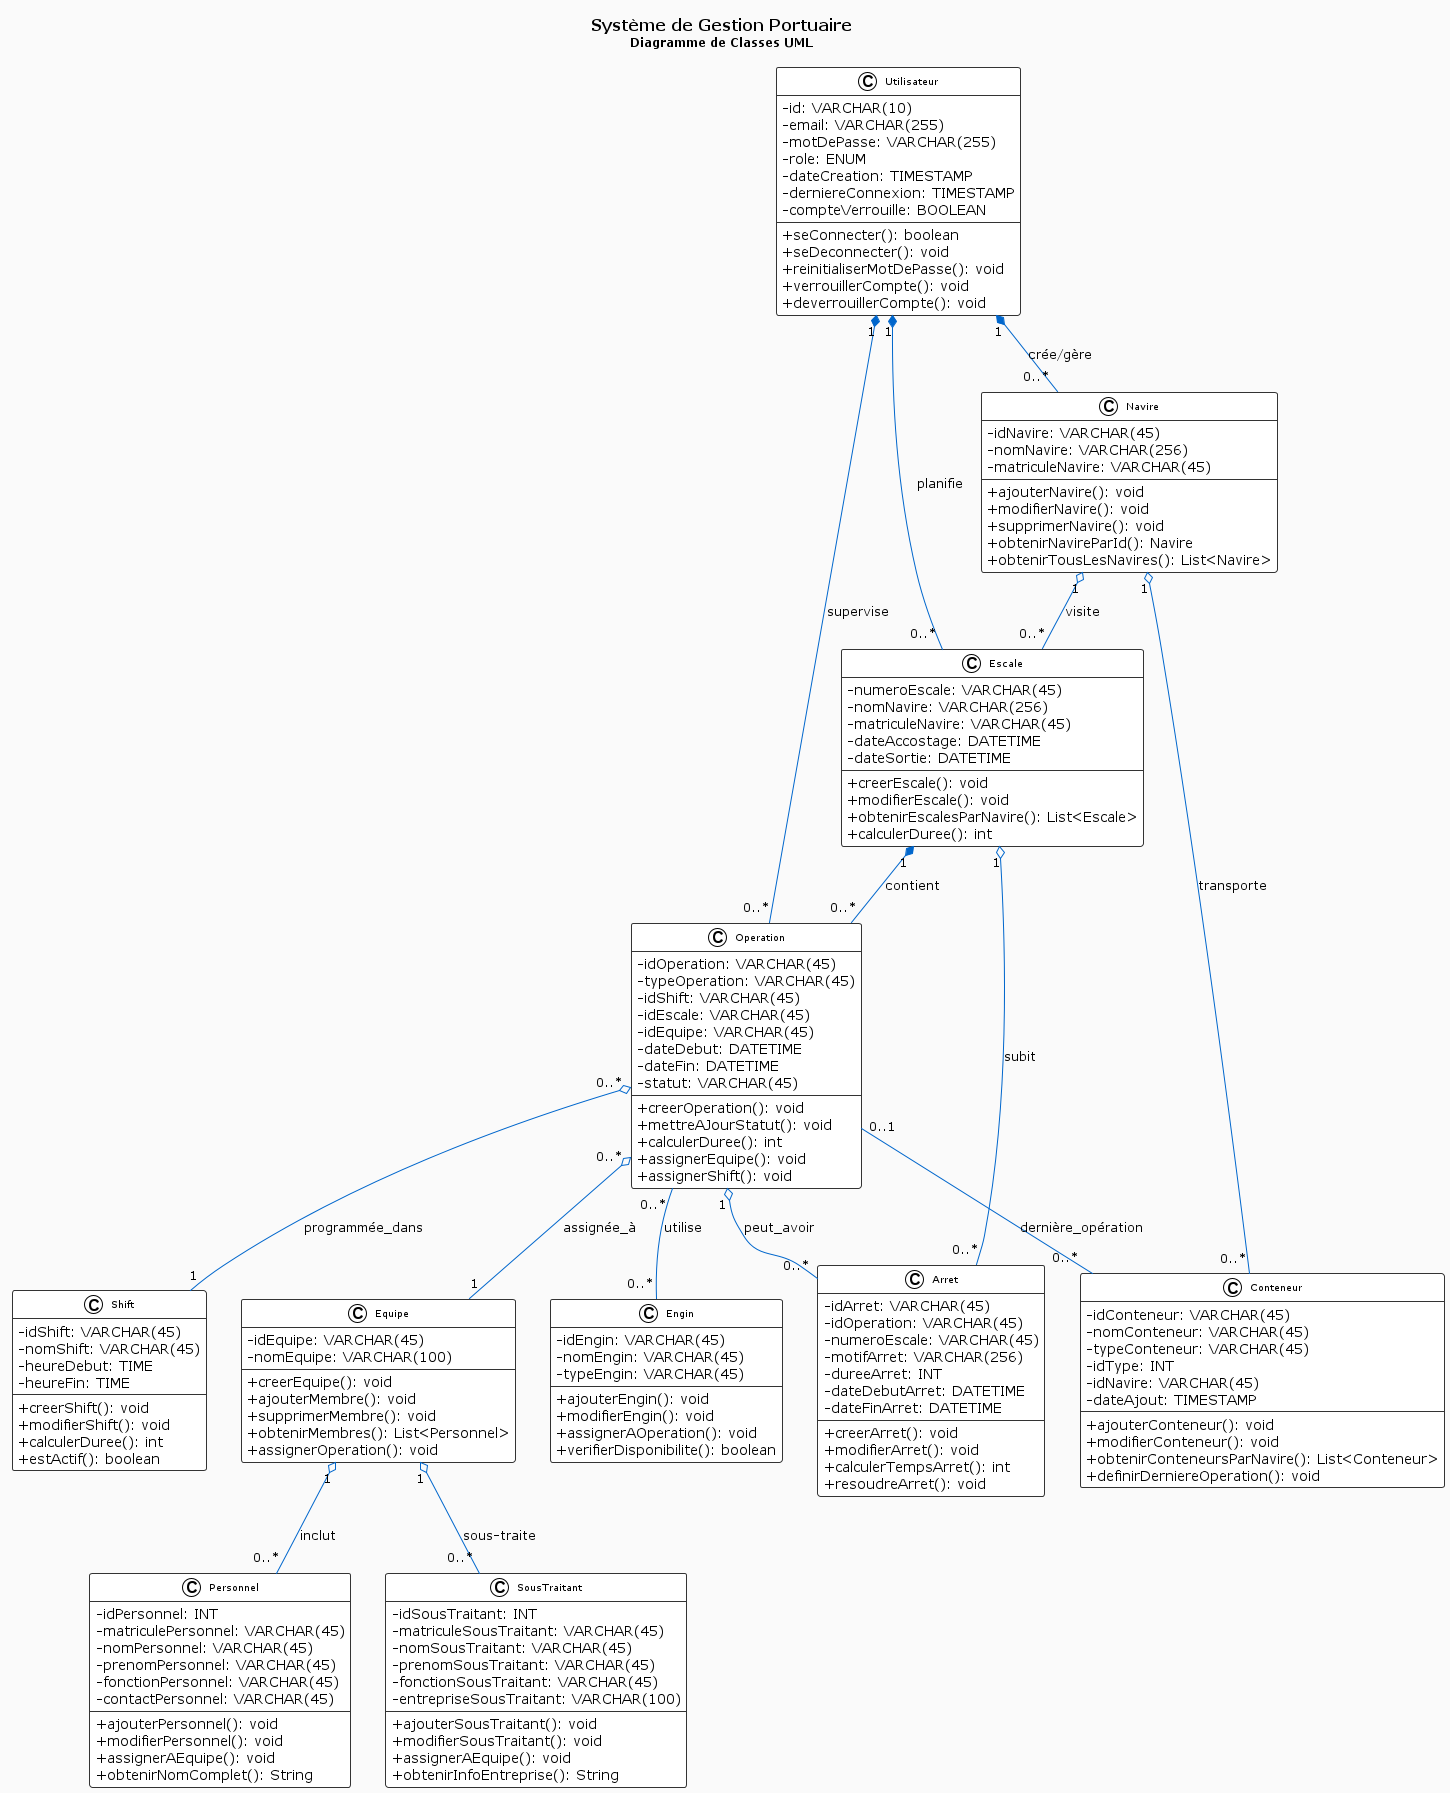 Système de Gestion Portuaire
Diagramme de Classes UML
C Utilisateur
-id: VARCHAR(10)
-email: VARCHAR(255)
-motDePasse: VARCHAR(255)
-role: ENUM
-dateCreation: TIMESTAMP
-derniereConnexion: TIMESTAMP
-compteVerrouille: BOOLEAN
+seConnecter(): boolean
+seDeconnecter(): void
+reinitialiserMotDePasse(): void
+verrouillerCompte(): void
+deverrouillerCompte(): void
1 1 1
crée/gère
0..*
C Navire
-idNavire: VARCHAR(45)
-nomNavire: VARCHAR(256)
-matriculeNavire: VARCHAR(45)
+ajouterNavire(): void
+modifierNavire(): void
+supprimerNavire(): void
+obtenirNavireParId(): Navire
+obtenirTousLesNavires(): List<Navire>
planifie
1 1
supervise
visite
0..* 0..*
C Escale
-numeroEscale: VARCHAR(45)
-nomNavire: VARCHAR(256)
-matriculeNavire: VARCHAR(45)
-dateAccostage: DATETIME
-dateSortie: DATETIME
+creerEscale(): void
+modifierEscale(): void
+obtenirEscalesParNavire(): List<Escale>
+calculerDuree(): int
1 1
contient
transporte
0..* 0..*
C Operation
-idOperation: VARCHAR(45)
-typeOperation: VARCHAR(45)
-idShift: VARCHAR(45)
-idEscale: VARCHAR(45)
-idEquipe: VARCHAR(45)
-dateDebut: DATETIME
-dateFin: DATETIME
-statut: VARCHAR(45)
+creerOperation(): void
+mettreAJourStatut(): void
+calculerDuree(): int
+assignerEquipe(): void
+assignerShift(): void
subit
0..*
0..1
0..*
0..* 1
programmée_dans
assignée_à
utilise
peut_avoir
dernière_opération
0..* 0..* 0..*
0..*
1 1 0..*
C Shift
-idShift: VARCHAR(45)
-nomShift: VARCHAR(45)
-heureDebut: TIME
-heureFin: TIME
+creerShift(): void
+modifierShift(): void
+calculerDuree(): int
+estActif(): boolean
C Equipe
-idEquipe: VARCHAR(45)
-nomEquipe: VARCHAR(100)
+creerEquipe(): void
+ajouterMembre(): void
+supprimerMembre(): void
+obtenirMembres(): List<Personnel>
+assignerOperation(): void
C Engin
-idEngin: VARCHAR(45)
-nomEngin: VARCHAR(45)
-typeEngin: VARCHAR(45)
+ajouterEngin(): void
+modifierEngin(): void
+assignerAOperation(): void
+verifierDisponibilite(): boolean
C Arret
-idArret: VARCHAR(45)
-idOperation: VARCHAR(45)
-numeroEscale: VARCHAR(45)
-motifArret: VARCHAR(256)
-dureeArret: INT
-dateDebutArret: DATETIME
-dateFinArret: DATETIME
+creerArret(): void
+modifierArret(): void
+calculerTempsArret(): int
+resoudreArret(): void
C Conteneur
-idConteneur: VARCHAR(45)
-nomConteneur: VARCHAR(45)
-typeConteneur: VARCHAR(45)
-idType: INT
-idNavire: VARCHAR(45)
-dateAjout: TIMESTAMP
+ajouterConteneur(): void
+modifierConteneur(): void
+obtenirConteneursParNavire(): List<Conteneur>
+definirDerniereOperation(): void
1 1
inclut
sous-traite
0..* 0..*
C Personnel
-idPersonnel: INT
-matriculePersonnel: VARCHAR(45)
-nomPersonnel: VARCHAR(45)
-prenomPersonnel: VARCHAR(45)
-fonctionPersonnel: VARCHAR(45)
-contactPersonnel: VARCHAR(45)
+ajouterPersonnel(): void
+modifierPersonnel(): void
+assignerAEquipe(): void
+obtenirNomComplet(): String
C SousTraitant
-idSousTraitant: INT
-matriculeSousTraitant: VARCHAR(45)
-nomSousTraitant: VARCHAR(45)
-prenomSousTraitant: VARCHAR(45)
-fonctionSousTraitant: VARCHAR(45)
-entrepriseSousTraitant: VARCHAR(100)
+ajouterSousTraitant(): void
+modifierSousTraitant(): void
+assignerAEquipe(): void
+obtenirInfoEntreprise(): String